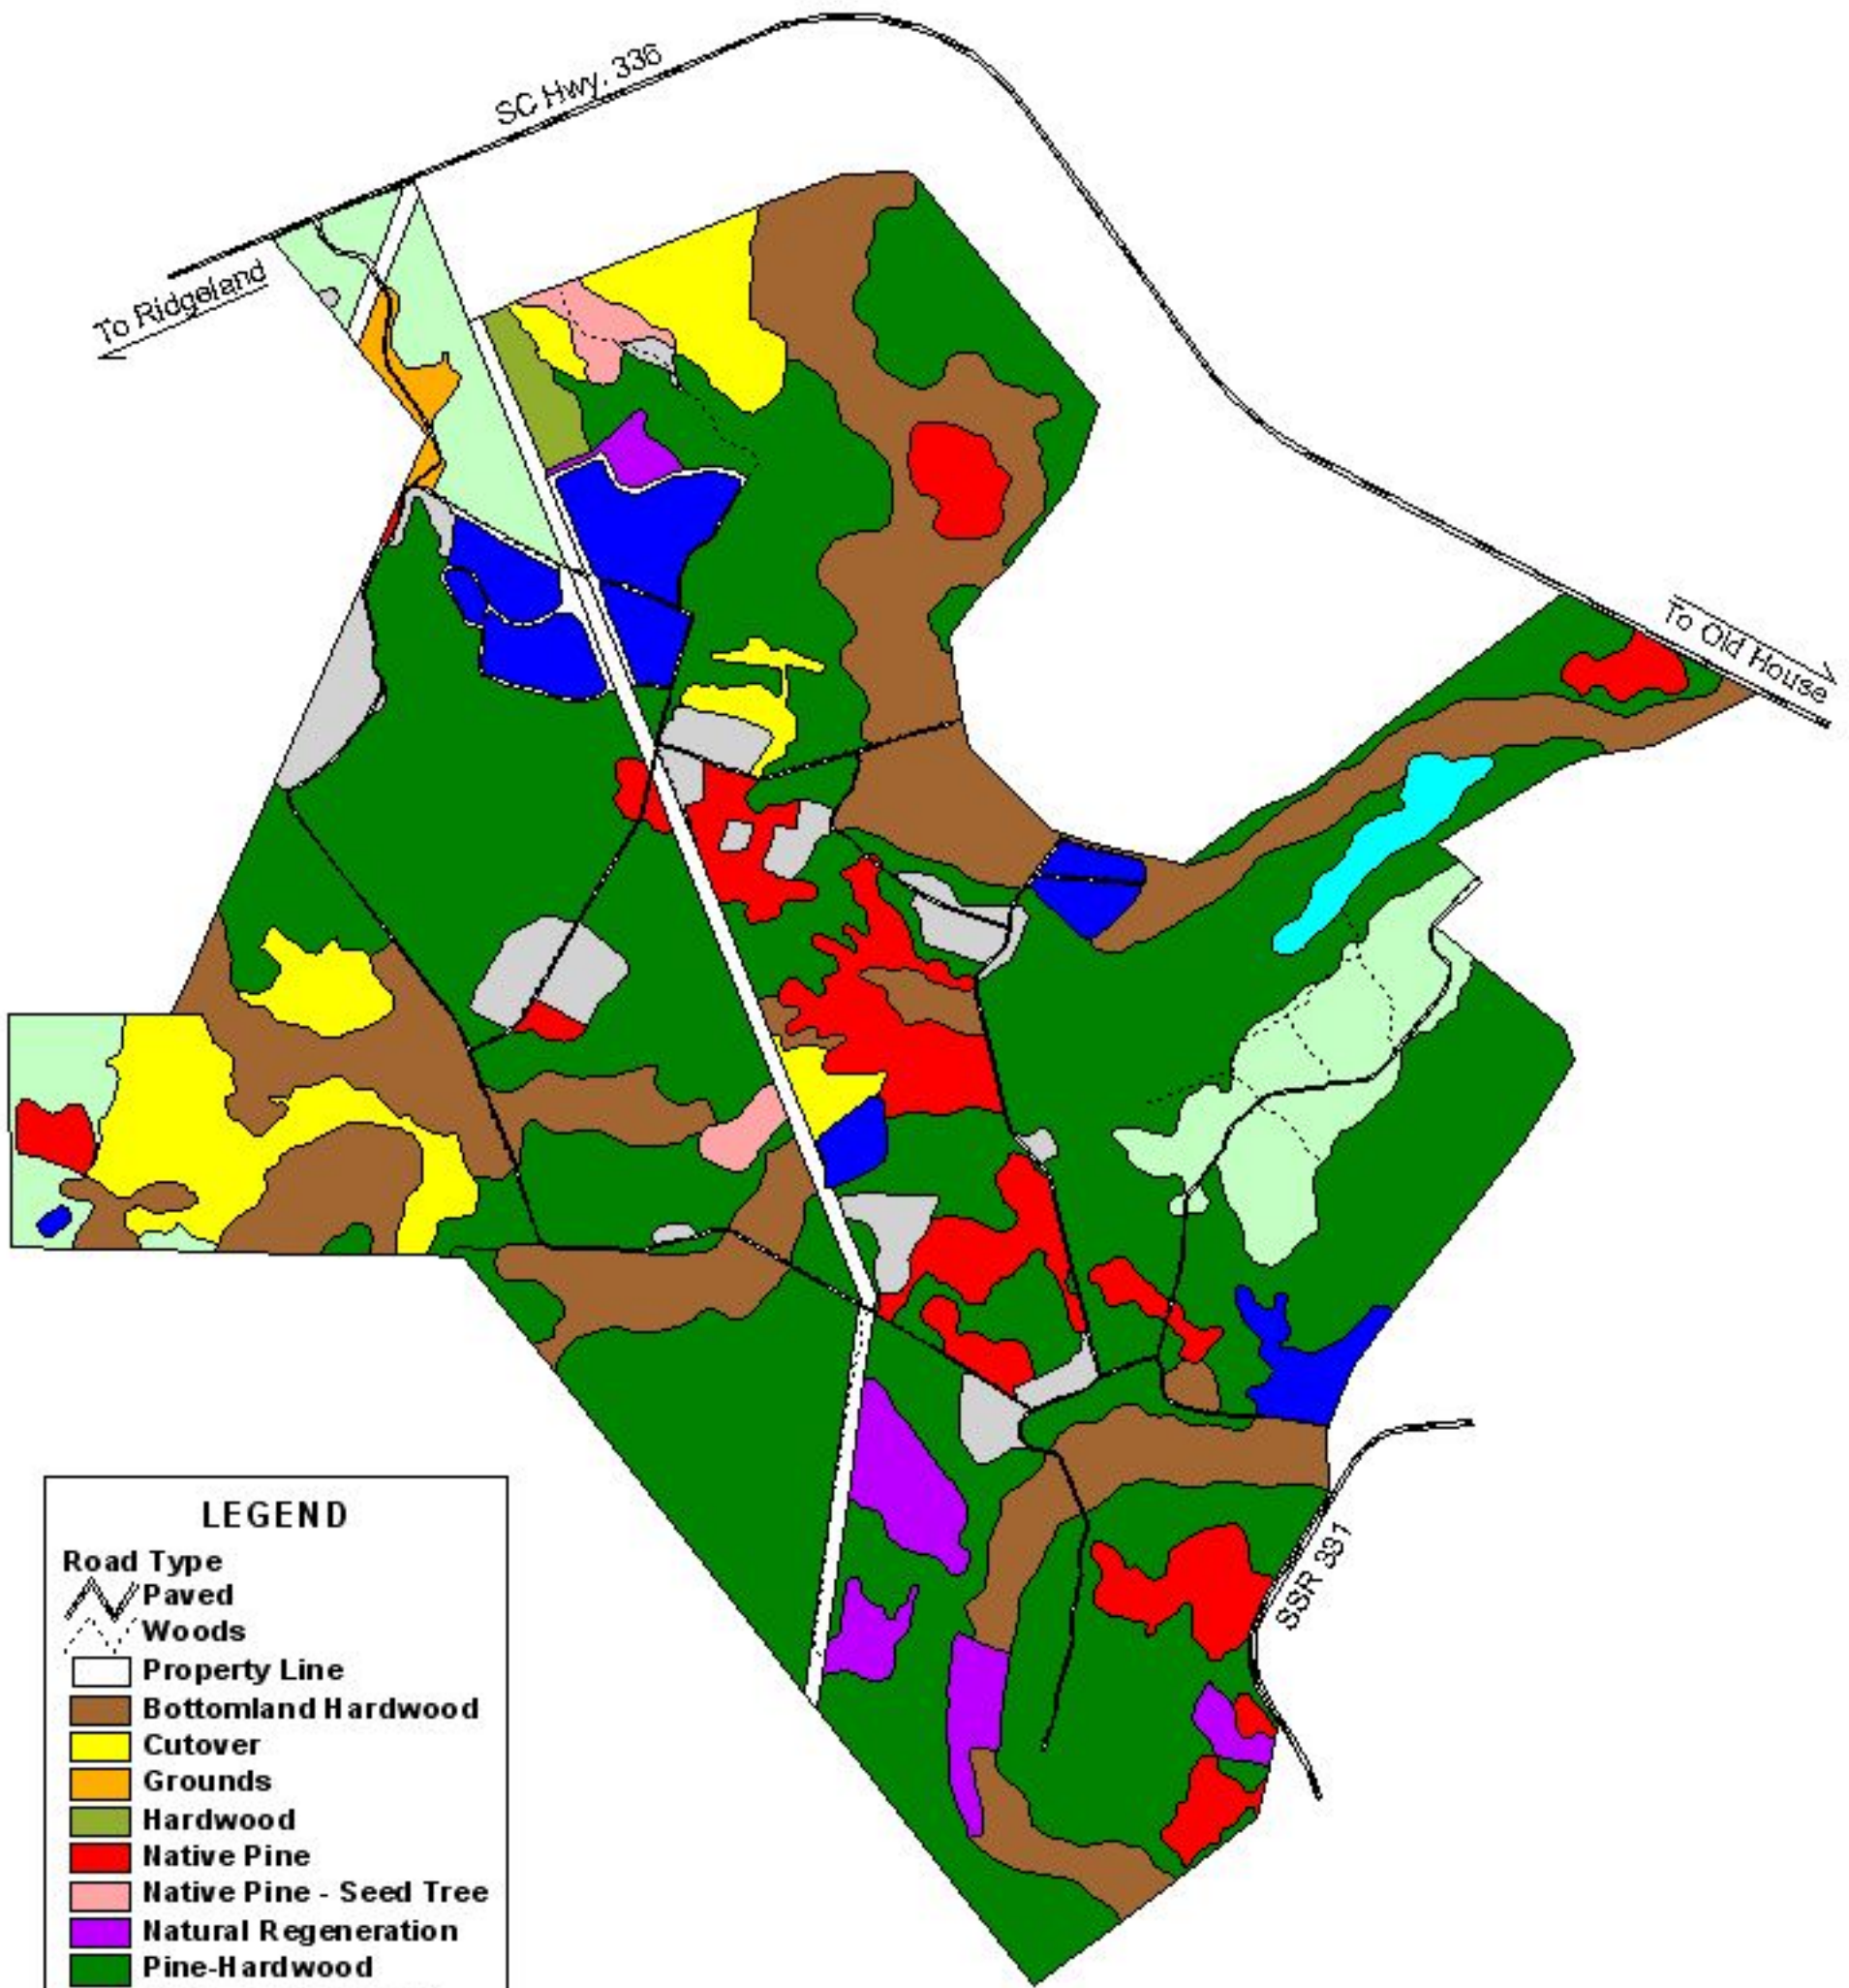 SC Hwy. 336
To Ridgeland
To Old House
SSR 381
LEGEND
Road Type
Paved
Woods
Property Line
Bottomland Hardwood
Cutover
Grounds
Hardwood
Native Pine
Native Pine - Seed Tree
Natural Regeneration
Pine-Hardwood